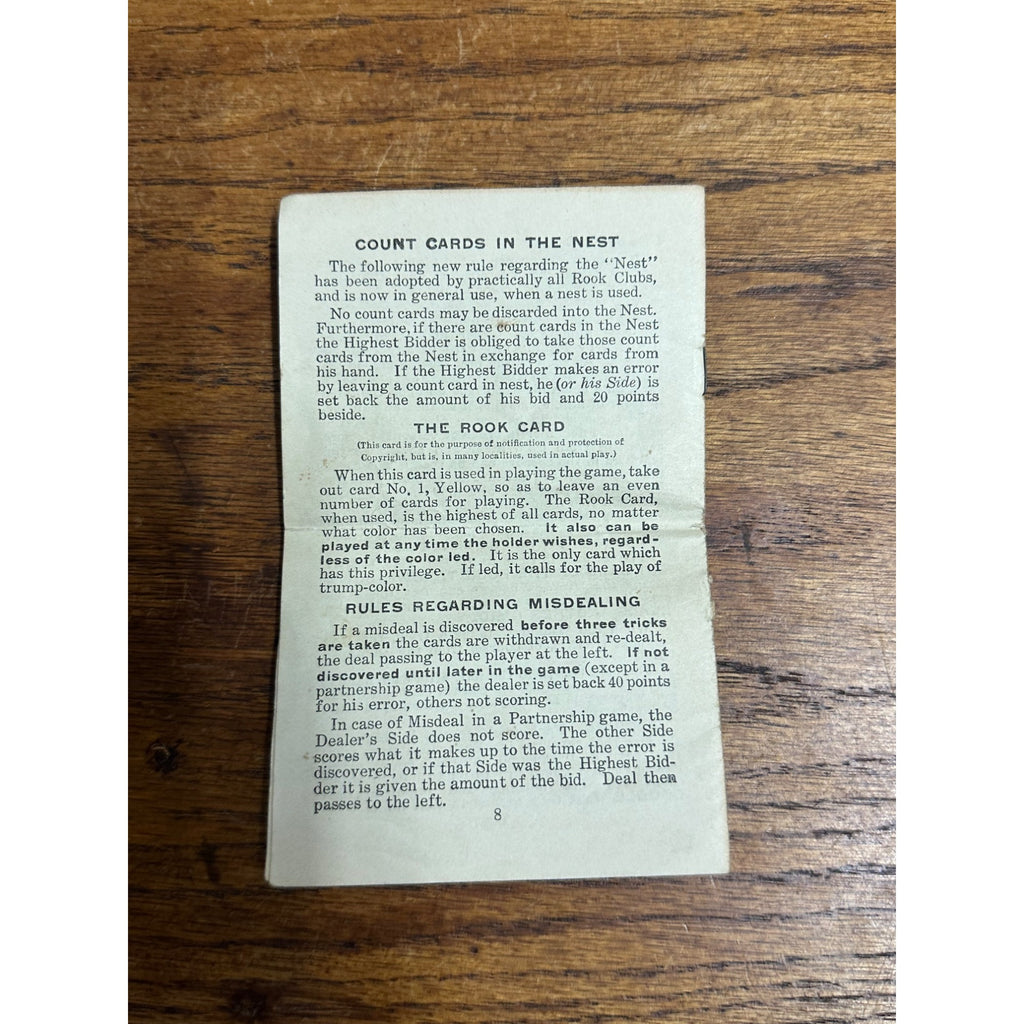 COUNT CARDS IN THE NEST
The following new rule regarding the "Nest"
has been adopted by practically all Rook Clubs,
and is now in general use, when a nest is used.
No count cards may be discarded into the Nest.
Furthermore, if there are count cards in the Nest
the Highest Bidder is obliged to take those count
cards from the Nest in exchange for cards from
his hand. If the Highest Bidder makes an error
by leaving a count card in nest, he (or his Side) is
set back the amount of his bid and 20 points
beside.
THE ROOK CARD
(This card is for the purpose of notification and protection of
Copyright, but is, in many localities, used in actual play.)
When this card is used in playing the game, take
out card No. 1, Yellow, so as to leave an even
number of cards for playing. The Rook Card,
when used, is the highest of all cards, no matter
what color has been chosen. It also can be
played at any time the holder wishes, regard-
less of the color led. It is the only card which
has this privilege. If led, it calls for the play of
trump-color.
RULES REGARDING MISDEALING
If a misdeal is discovered before three tricks
are taken the cards are withdrawn and re-dealt,
the deal passing to the player at the left. If not
discovered until later in the game (except in a
partnership game) the dealer is set back 40 points
for his error, others not scoring.
In case of Misdeal in a Partnership game, the
Dealer's Side does not score. The other Side
scores what it makes up to the time the error is
discovered, or if that Side was the Highest Bid-
der it is given the amount of the bid. Deal then
passes to the left.
8